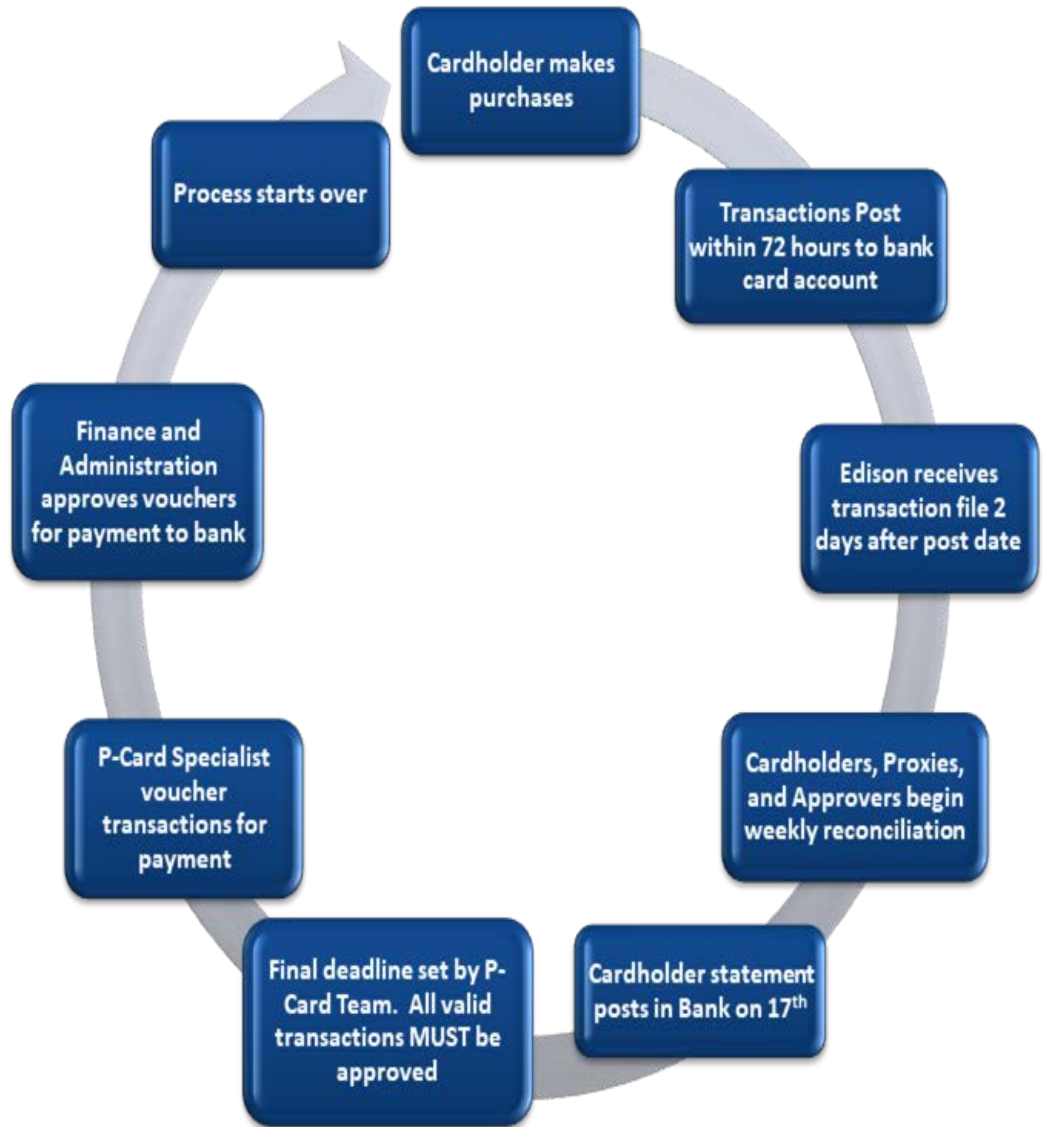 Cardholder makes
purchases
Transactions Post
within 72 hours to bank
card account
Edison receives
transaction file 2
days after post date
Cardholders, Proxies,
and Approvers begin
weekly reconciliation
Cardholder statement
posts in Bank on 17th
Final deadline set by P-
Card Team. All valid
transactions MUST be
approved
P-Card Specialist
voucher
transactions for
payment
Finance and
Administration
approves vouchers
for payment to bank
Process starts over